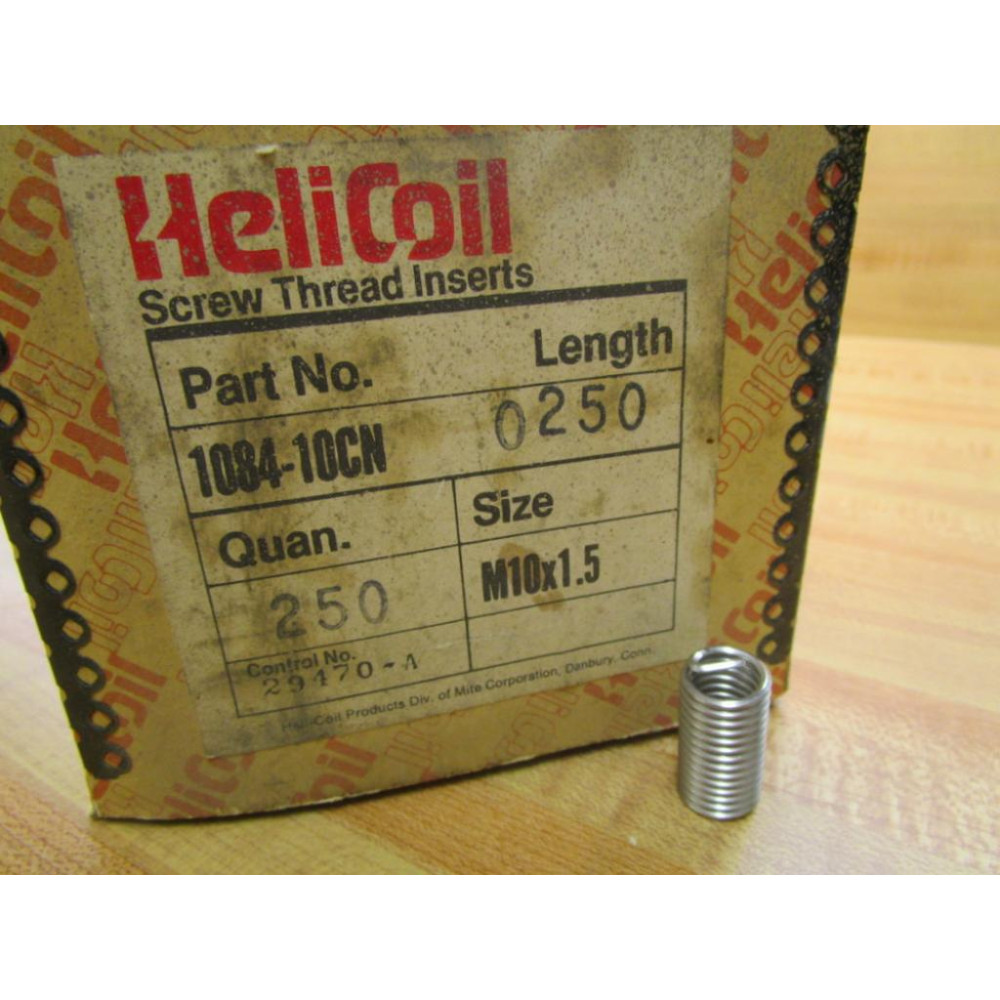 HeliCoil
Screw Thread Inserts
Part No. Length
1084-10CN 0250
Quan. Size
250 M10x1.5
Control No.
29470-A
Heli-Coil Products Div. of Mite Corporation, Danbury, Conn.